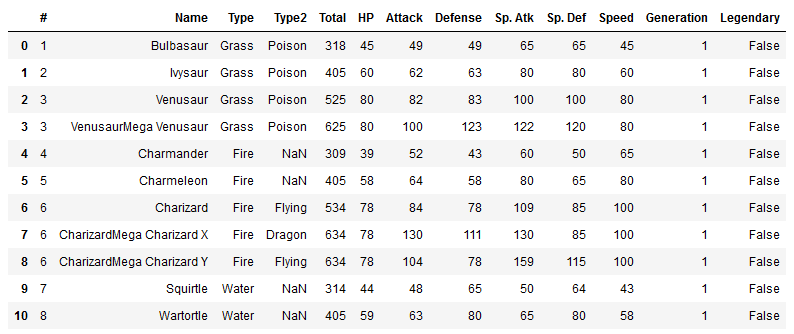 # Name Type Type2 Total HP Attack Defense Sp. Atk Sp. Def Speed Generation Legendary
0 1 Bulbasaur Grass Poison 318 45 49 49 65 65 45 1 False
1 2 Ivysaur Grass Poison 405 60 62 63 80 80 60 1 False
2 3 Venusaur Grass Poison 525 80 82 83 100 100 80 1 False
3 3 VenusaurMega Venusaur Grass Poison 625 80 100 123 122 120 80 1 False
4 4 Charmander Fire NaN 309 39 52 43 60 50 65 1 False
5 5 Charmeleon Fire NaN 405 58 64 58 80 65 80 1 False
6 6 Charizard Fire Flying 534 78 84 78 109 85 100 1 False
7 6 CharizardMega Charizard X Fire Dragon 634 78 130 111 130 85 100 1 False
8 6 CharizardMega Charizard Y Fire Flying 634 78 104 78 159 115 100 1 False
9 7 Squirtle Water NaN 314 44 48 65 50 64 43 1 False
10 8 Wartortle Water NaN 405 59 63 80 65 80 58 1 False